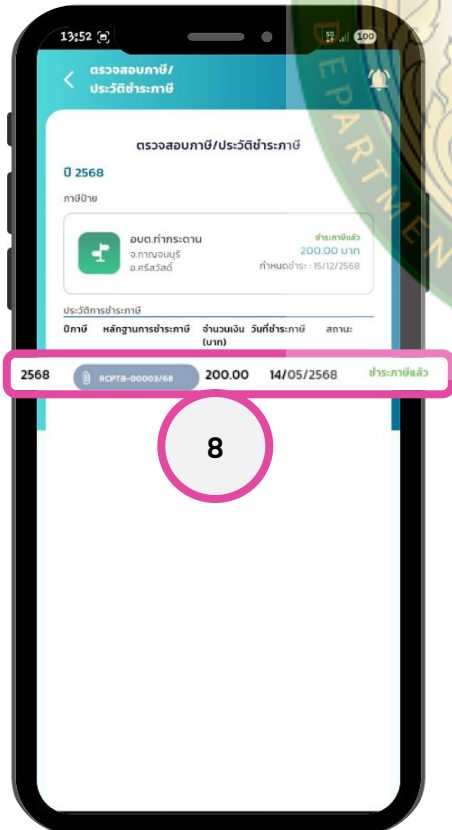 13:52
5G 100
ตรวจสอบภาษี/
ประวัติชำระภาษี
ตรวจสอบภาษี/ประวัติชำระภาษี
ปี 2568
ภาษีป้าย
อบต.ท่ากระดาน
ชำระภาษีแล้ว
จ.กาญจนบุรี
200.00 บาท
อ.ศรีสวัสดิ์
กำหนดชำระ : 15/12/2568
ประวัติการชำระภาษี
ปีภาษี หลักฐานการชำระภาษี จำนวนเงิน วันที่ชำระภาษี สถานะ
(บาท)
2568 RCPTB-00003/68 200.00 14/05/2568 ชำระภาษีแล้ว
8
DEPARTMEN